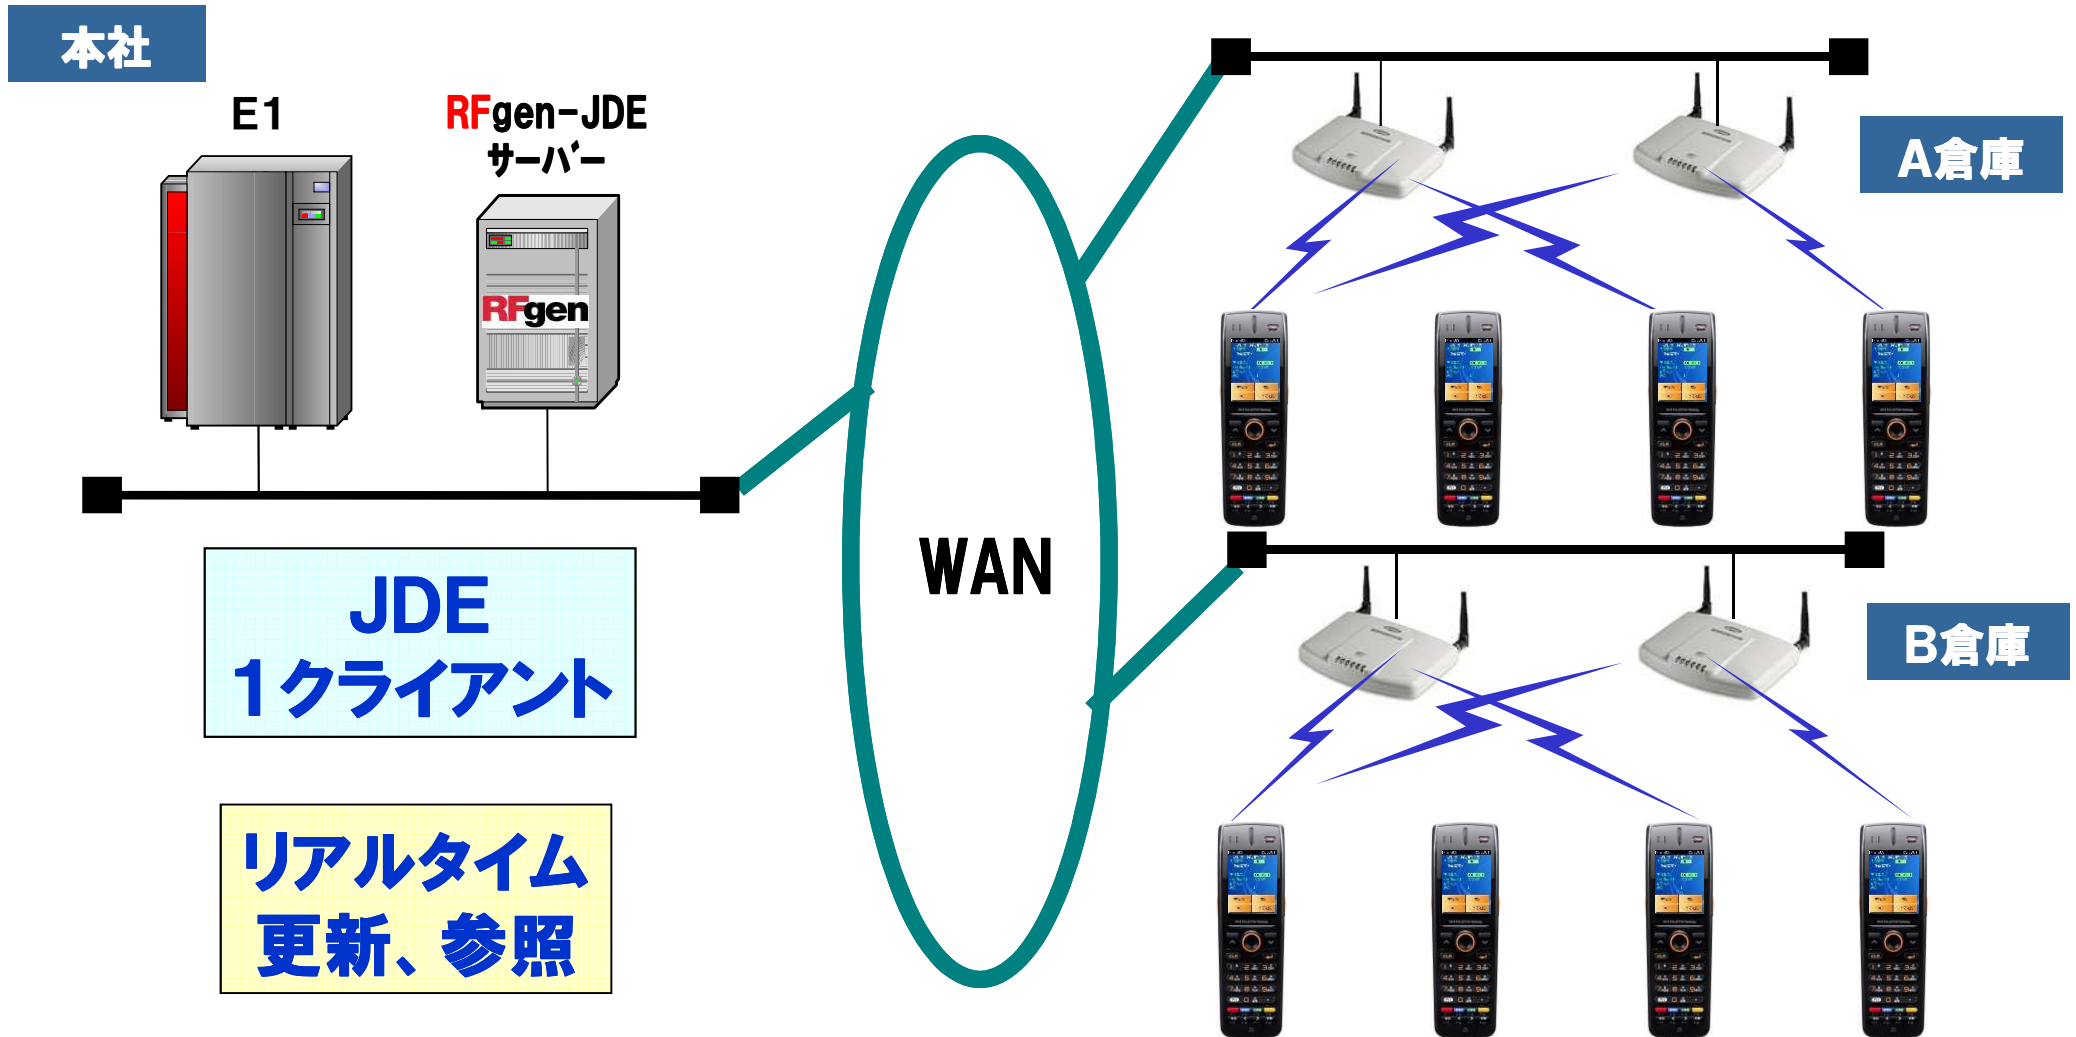 本社
E1
RFgen-JDE
サーバー
RFgen
JDE
1クライアント
リアルタイム
更新、参照
WAN
A倉庫
B倉庫